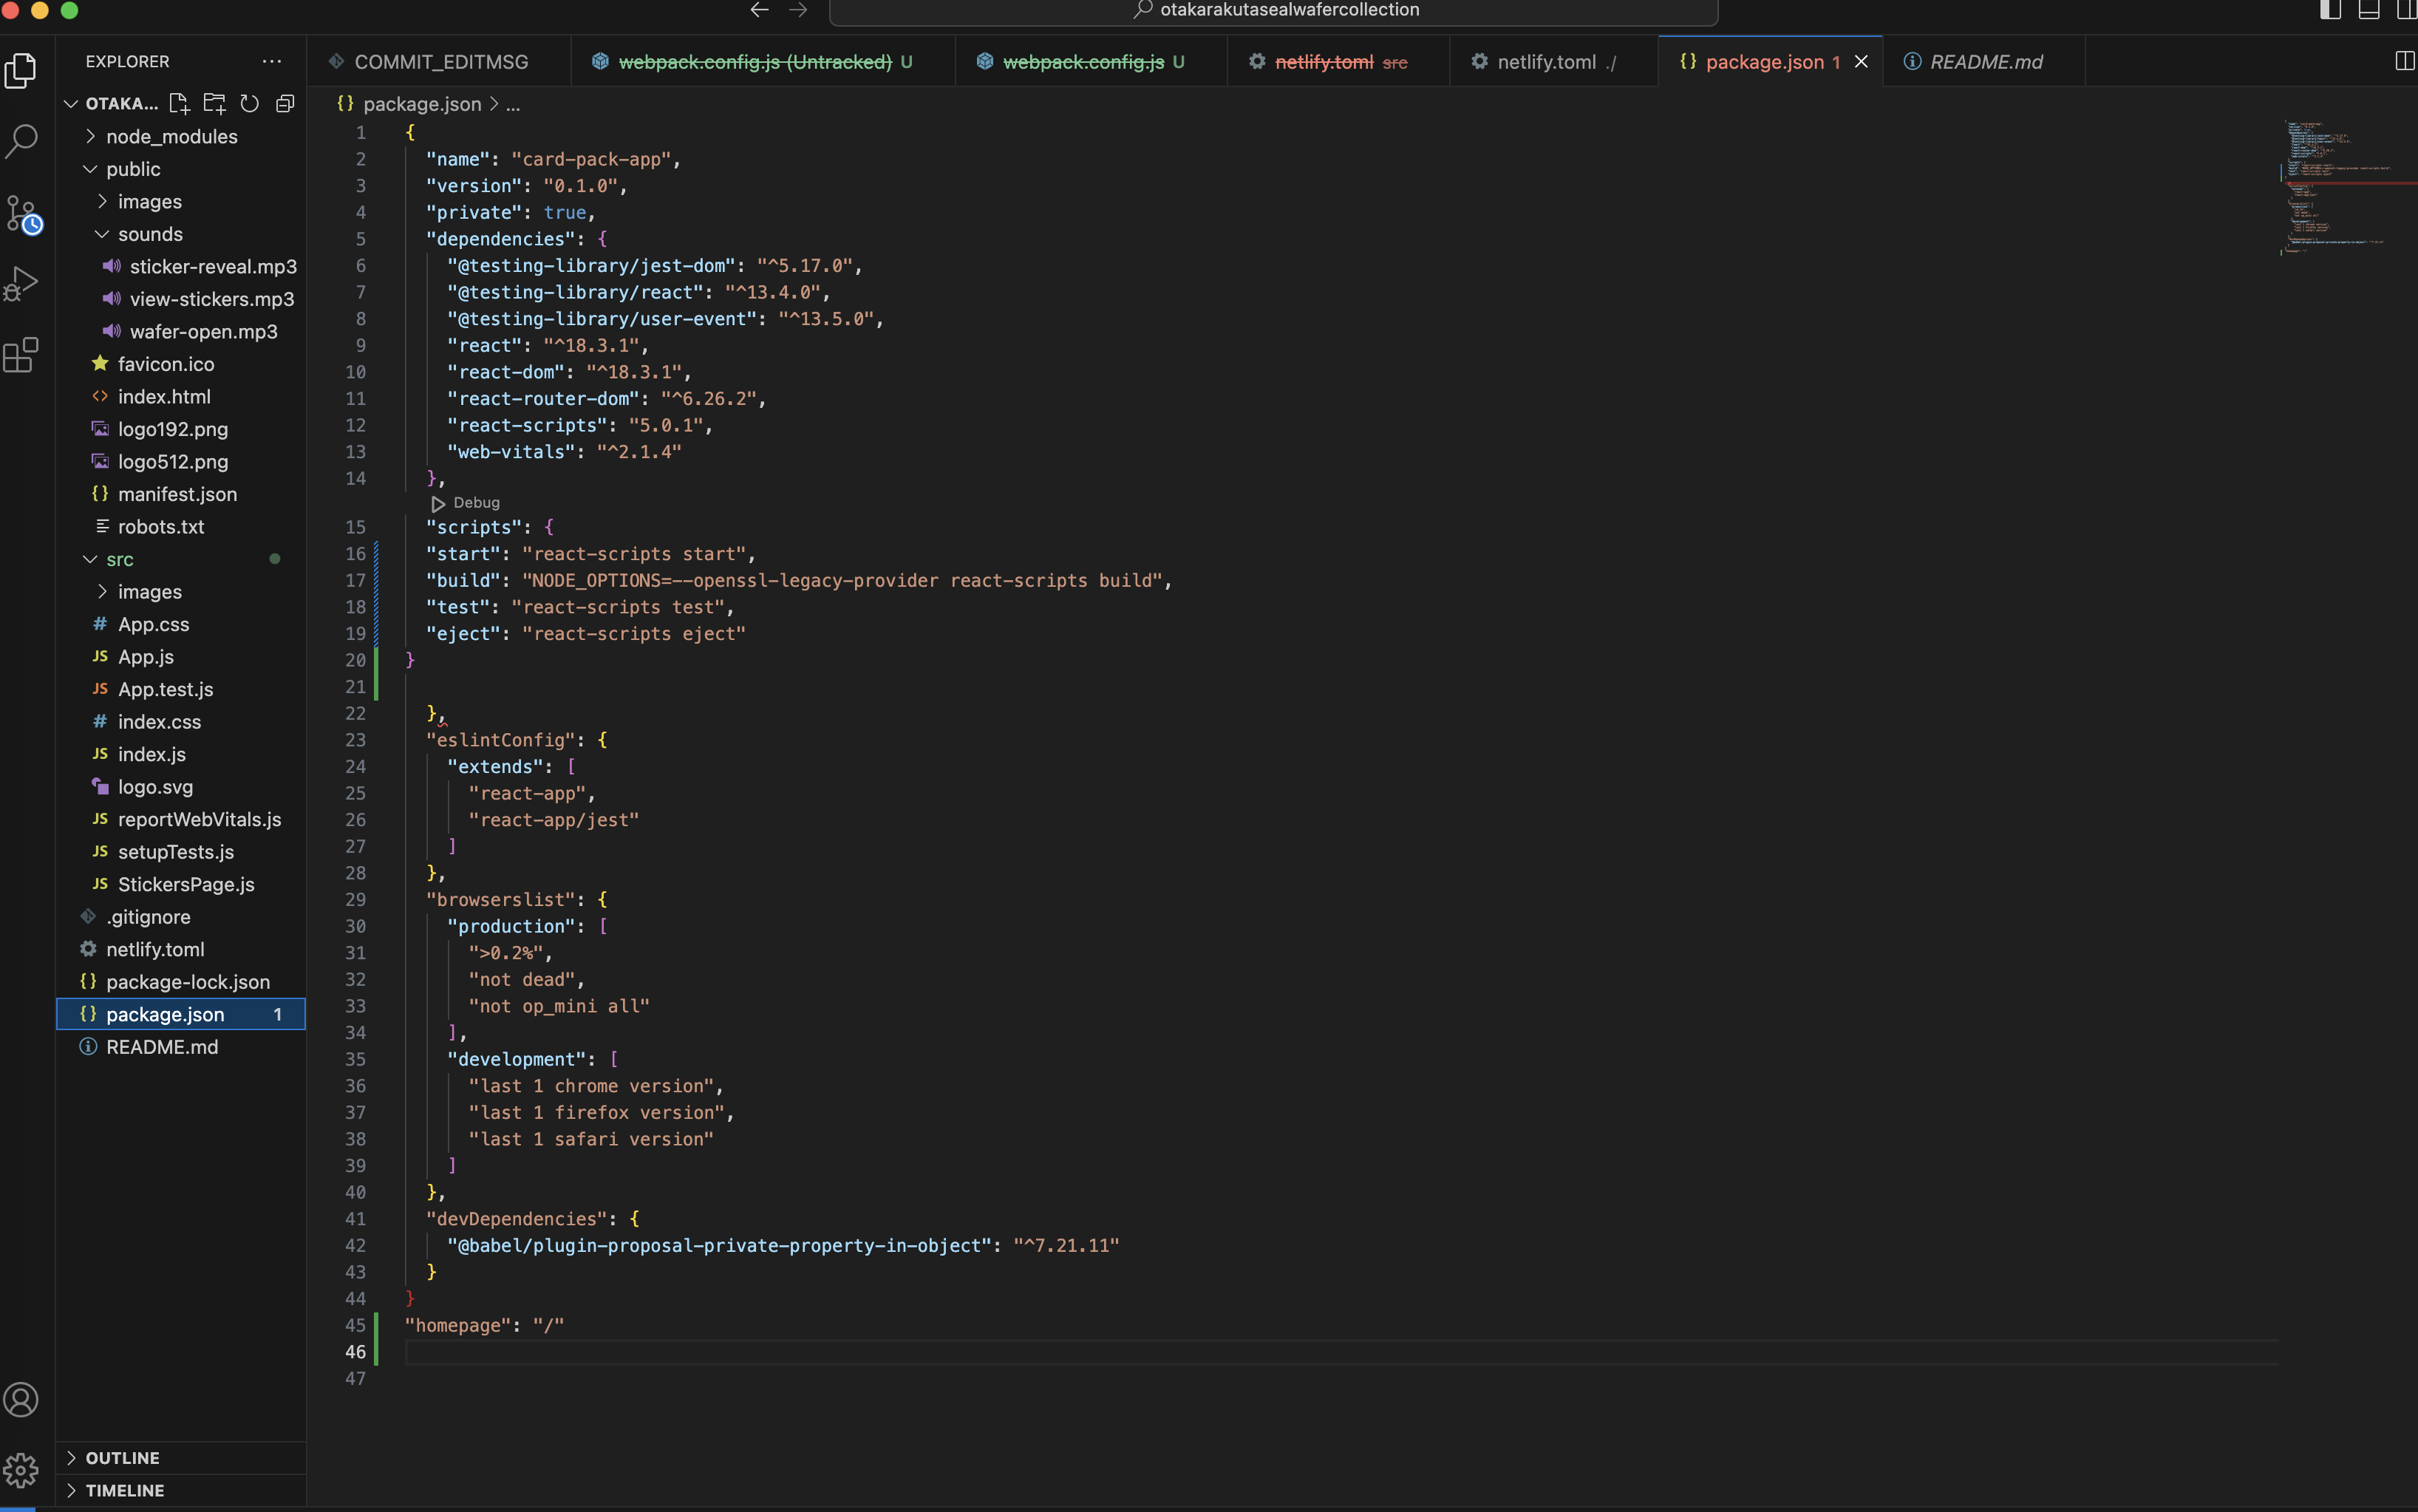 otakarakutasealwafercollection
EXPLORER
OTAKA...
node_modules
public
images
sounds
sticker-reveal.mp3
view-stickers.mp3
wafer-open.mp3
favicon.ico
index.html
logo192.png
logo512.png
manifest.json
robots.txt
src
images
App.css
App.js
App.test.js
index.css
index.js
logo.svg
reportWebVitals.js
setupTests.js
StickersPage.js
.gitignore
netlify.toml
package-lock.json
package.json 1
README.md
OUTLINE
TIMELINE
COMMIT_EDITMSG
webpack.config.js (Untracked) U
webpack.config.js U
netlify.toml src
netlify.toml ./
package.json 1
README.md
package.json > ...
1 {
2 "name": "card-pack-app",
3 "version": "0.1.0",
4 "private": true,
5 "dependencies": {
6 "@testing-library/jest-dom": "^5.17.0",
7 "@testing-library/react": "^13.4.0",
8 "@testing-library/user-event": "^13.5.0",
9 "react": "^18.3.1",
10 "react-dom": "^18.3.1",
11 "react-router-dom": "^6.26.2",
12 "react-scripts": "5.0.1",
13 "web-vitals": "^2.1.4"
14 },
Debug
15 "scripts": {
16 "start": "react-scripts start",
17 "build": "NODE_OPTIONS=--openssl-legacy-provider react-scripts build",
18 "test": "react-scripts test",
19 "eject": "react-scripts eject"
20 }
21
22 },
23 "eslintConfig": {
24 "extends": [
25 "react-app",
26 "react-app/jest"
27 ]
28 },
29 "browserslist": {
30 "production": [
31 ">0.2%",
32 "not dead",
33 "not op_mini all"
34 ],
35 "development": [
36 "last 1 chrome version",
37 "last 1 firefox version",
38 "last 1 safari version"
39 ]
40 },
41 "devDependencies": {
42 "@babel/plugin-proposal-private-property-in-object": "^7.21.11"
43 }
44 }
45 "homepage": "/"
46
47